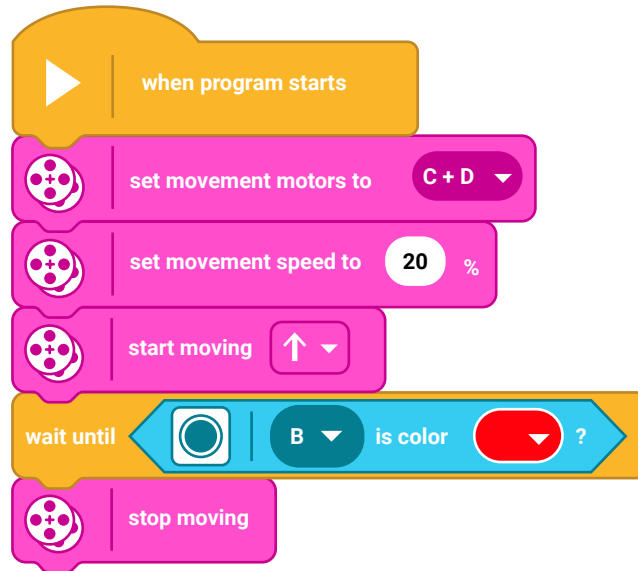 when program starts
set movement motors to C + D
set movement speed to 20 %
start moving
wait until B is color ?
stop moving